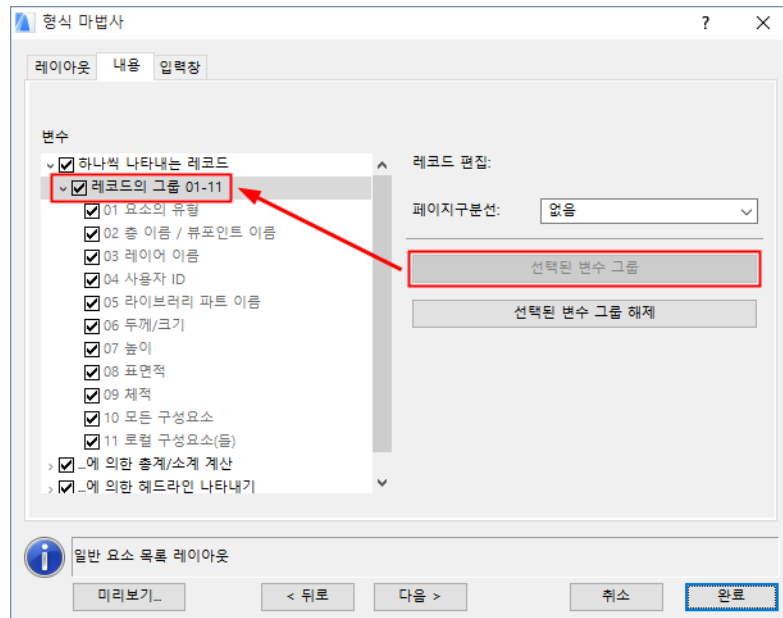 형식 마법사
?
레이아웃 내용 입력창
변수
하나씩 나타내는 레코드
레코드의 그룹 01-11
01 요소의 유형
02 층 이름 / 뷰포인트 이름
03 레이어 이름
04 사용자 ID
05 라이브러리 파트 이름
06 두께/크기
07 높이
08 표면적
09 체적
10 모든 구성요소
11 로컬 구성요소(들)
...에 의한 총계/소계 계산
...에 의한 헤드라인 나타내기
레코드 편집:
페이지구분선: 없음
선택된 변수 그룹
선택된 변수 그룹 해제
일반 요소 목록 레이아웃
미리보기... < 뒤로 다음 > 취소 완료